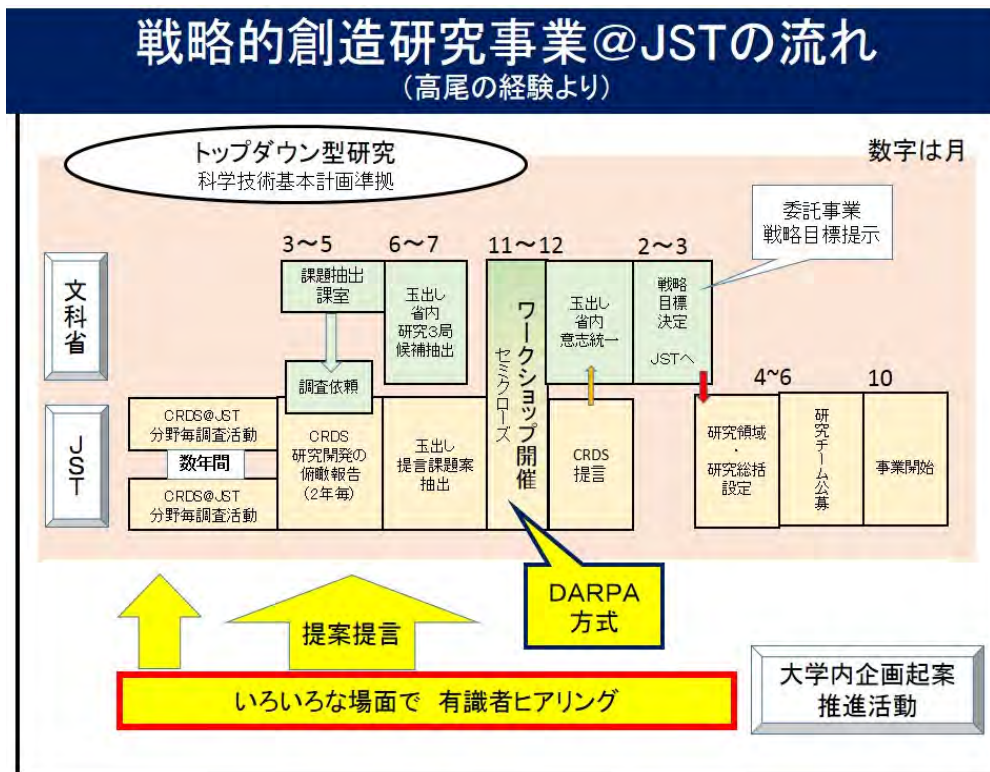 戦略的創造研究事業@JSTの流れ
(高尾の経験より)
トップダウン型研究
科学技術基本計画準拠
数字は月
委託事業
戦略目標提示
3～5
6～7
11～12
2～3
文科省
課題抽出
課室
調査依頼
玉出し
省内
研究3局
候補抽出
ワークショップ開催
セミクローズ
玉出し
省内
意志統一
戦略
目標
決定
JSTへ
4~6
10
JST
CRDS@JST
分野毎調査活動
数年間
CRDS@JST
分野毎調査活動
CRDS
研究開発の
俯瞰報告
(2年毎)
玉出し
提言課題案
抽出
CRDS
提言
研究領域・
研究総括
設定
研究チーム公募
事業開始
DARPA
方式
提案提言
いろいろな場面で 有識者ヒアリング
大学内企画起案
推進活動